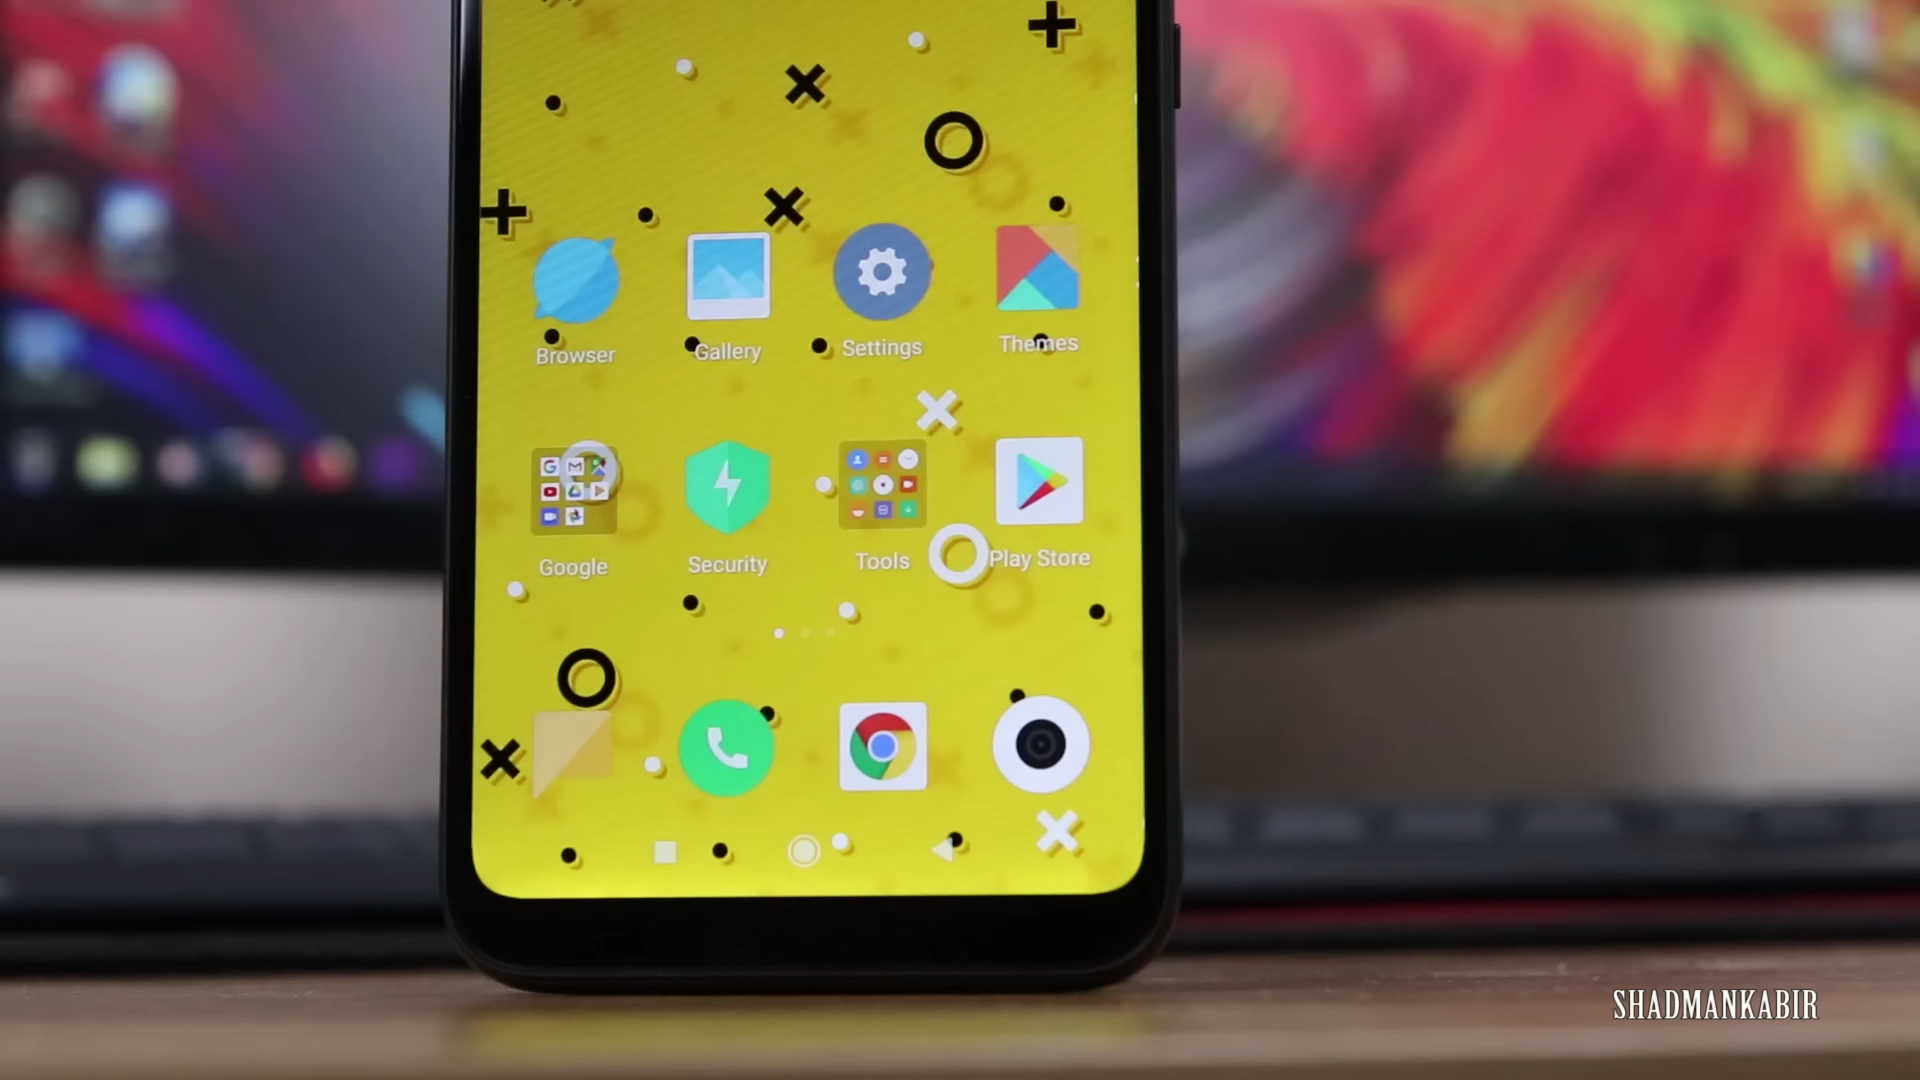 Browser
Gallery
Settings
Themes
Google
Security
Tools
Play Store
SHADMANKABIR